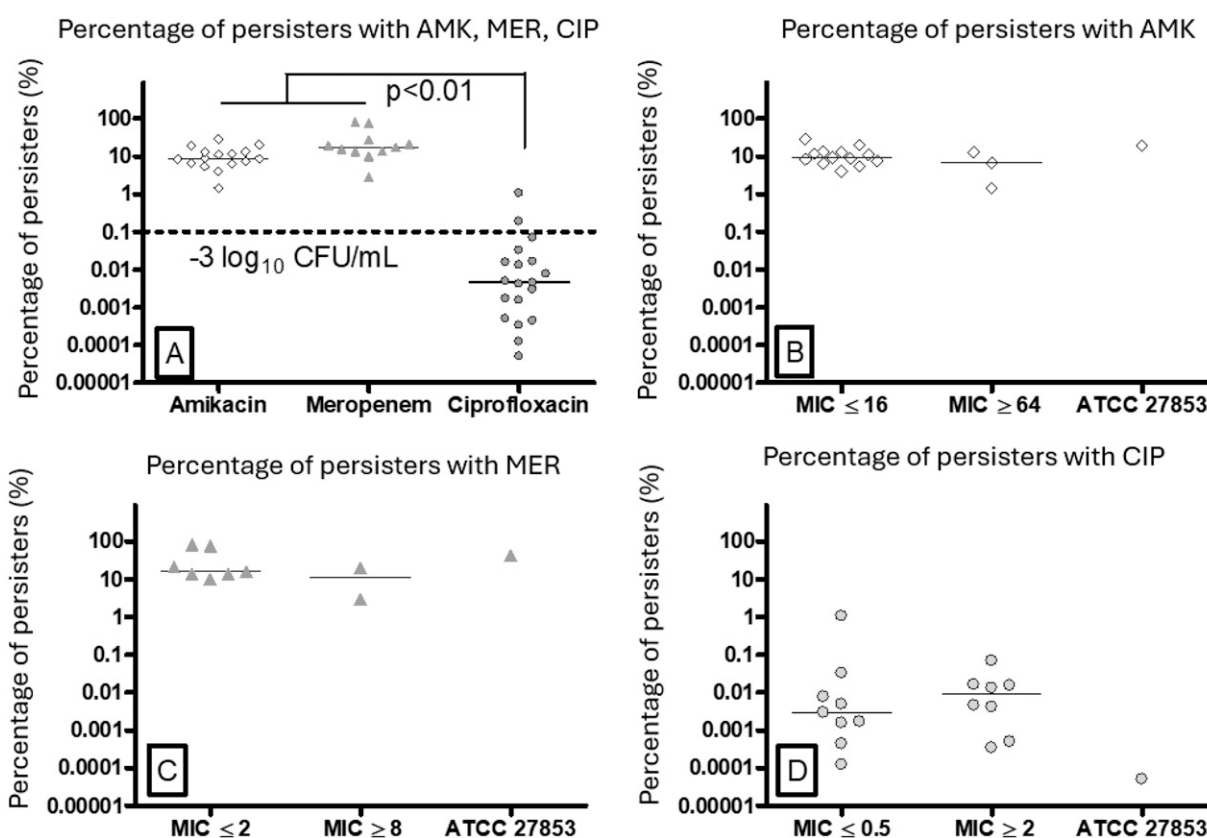 Percentage of persisters with AMK, MER, CIP
Percentage of persisters (%)
100
10
1
0.1
0.01
0.001
0.0001
0.00001
p<0.01
-3 log₁₀ CFU/mL
A
Amikacin Meropenem Ciprofloxacin
Percentage of persisters with AMK
Percentage of persisters (%)
100
10
1
0.1
0.01
0.001
0.0001
0.00001
B
MIC ≤ 16 MIC ≥ 64 ATCC 27853
Percentage of persisters with MER
Percentage of persisters (%)
100
10
1
0.1
0.01
0.001
0.0001
0.00001
C
MIC ≤ 2 MIC ≥ 8 ATCC 27853
Percentage of persisters with CIP
Percentage of persisters (%)
100
10
1
0.1
0.01
0.001
0.0001
0.00001
D
MIC ≤ 0.5 MIC ≥ 2 ATCC 27853